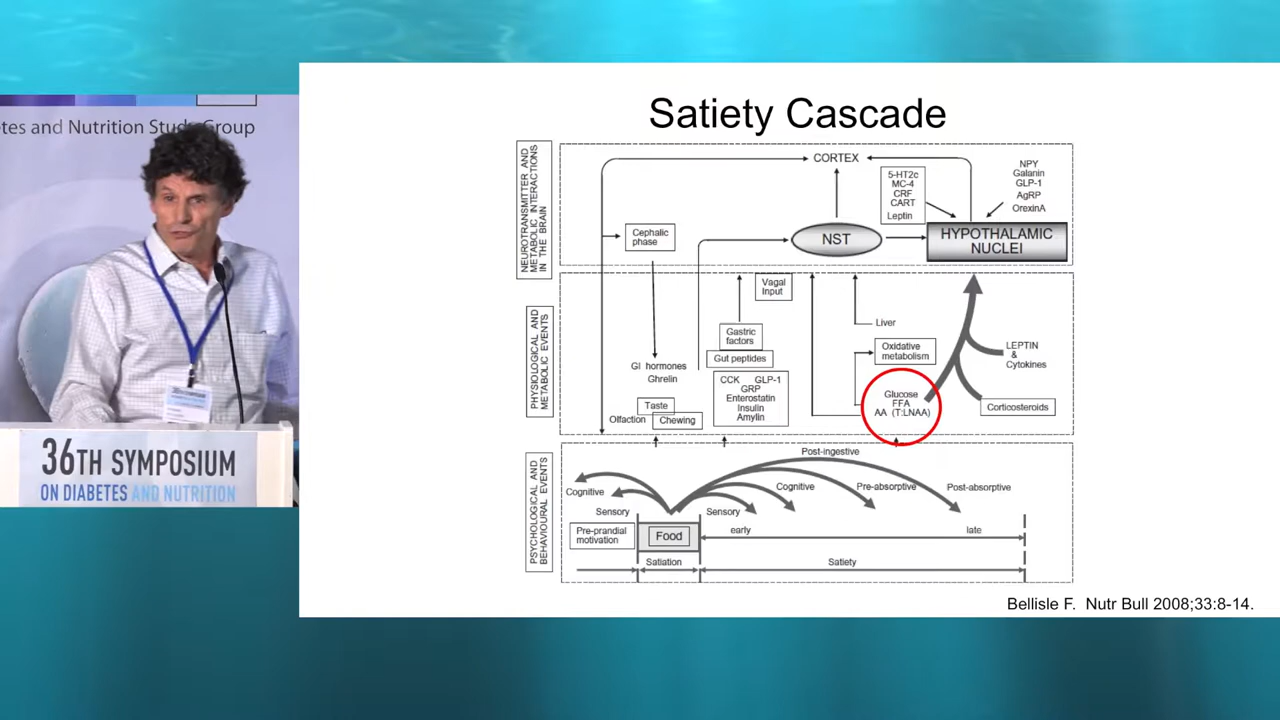 etes and Nutrition Study Group
36TH SYMPOSIUM
ON DIABETES AND NUTRITION
Satiety Cascade
NEUROTRANSMITTER AND
METABOLIC INTERACTIONS
IN THE BRAIN
CORTEX
5-HT2c
MC-4
CRF
CART
Leptin
NPY
Galanin
GLP-1
AgRP
OrexinA
Cephalic
phase
NST
HYPOTHALAMIC
NUCLEI
PHYSIOLOGICAL AND
METABOLIC EVENTS
Vagal
Input
Gastric
factors
Gut peptides
Liver
Oxidative
metabolism
LEPTIN
&
Cytokines
GI hormones
Ghrelin
CCK GLP-1
GRP
Enterostatin
Insulin
Amylin
Glucose
FFA
AA (T:LNAA)
Corticosteroids
Taste
Olfaction
Chewing
PSYCHOLOGICAL AND
BEHAVIOURAL EVENTS
Post-ingestive
Cognitive
Cognitive
Pre-absorptive
Post-absorptive
Sensory
Sensory
Pre-prandial
motivation
Food
early
late
Satiation
Satiety
Bellisle F. Nutr Bull 2008;33:8-14.